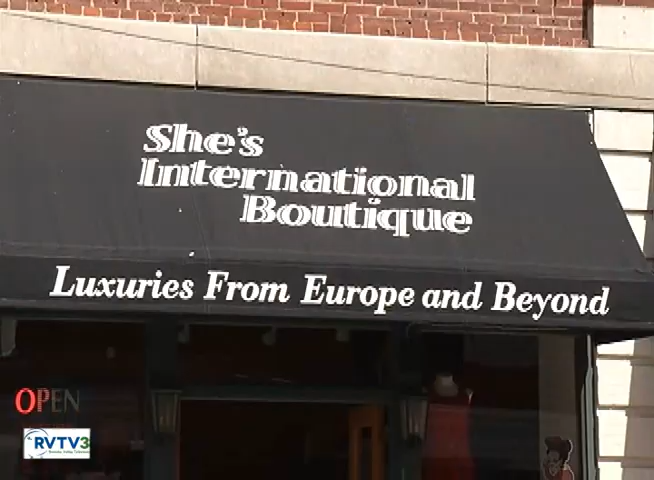 She's
International
Boutique
Luxuries From Europe and Beyond
OPEN
RVTV3